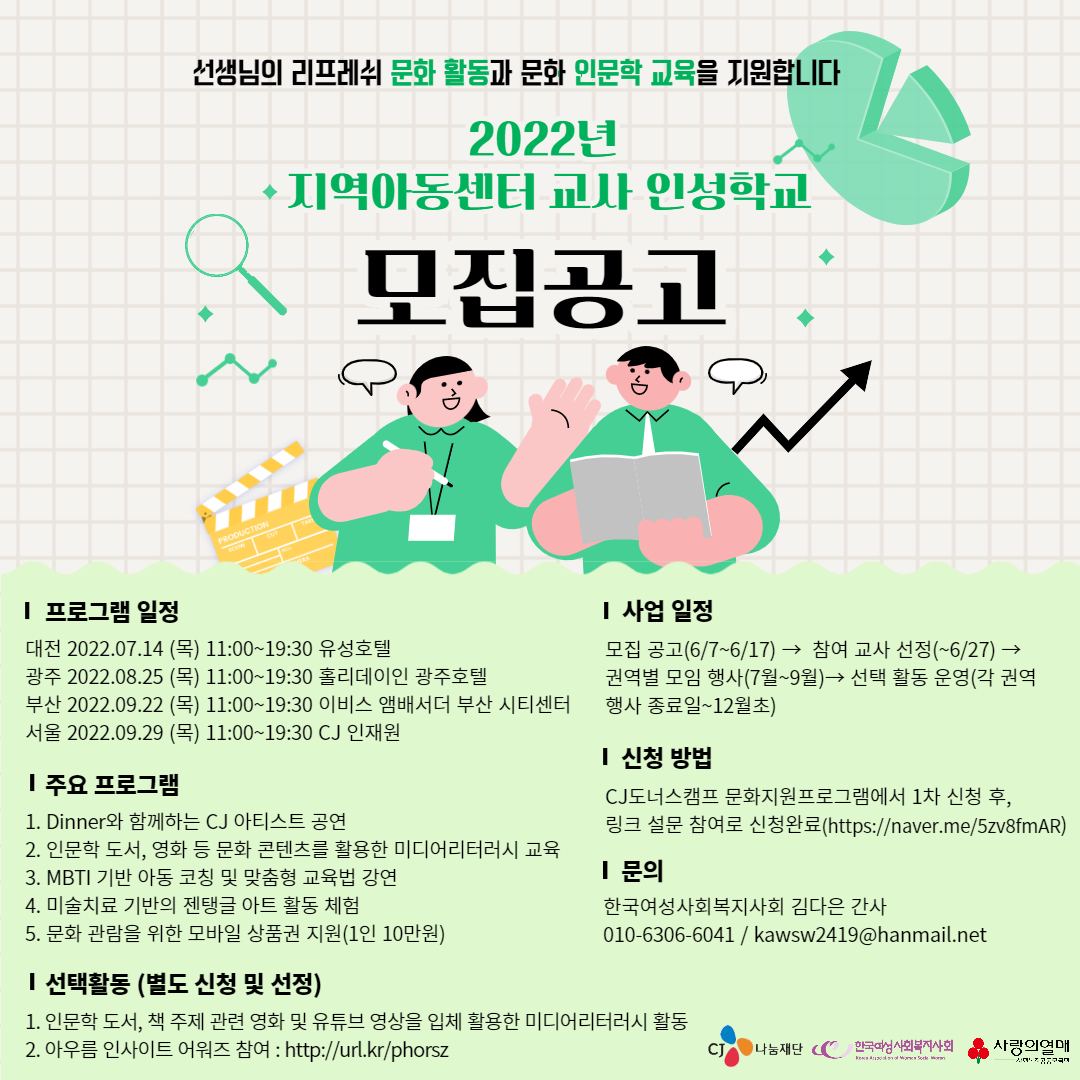 선생님의 리프레쉬 문화 활동과 문화 인문학 교육을 지원합니다
2022년
지역아동센터 교사 인성학교
모집공고
PRODUCTION
SCENE CUT TAKE
프로그램 일정
대전 2022.07.14 (목) 11:00~19:30 유성호텔
광주 2022.08.25 (목) 11:00~19:30 홀리데이인 광주호텔
부산 2022.09.22 (목) 11:00~19:30 이비스 앰배서더 부산 시티센터
서울 2022.09.29 (목) 11:00~19:30 CJ 인재원
주요 프로그램
1. Dinner와 함께하는 CJ 아티스트 공연
2. 인문학 도서, 영화 등 문화 콘텐츠를 활용한 미디어리터러시 교육
3. MBTI 기반 아동 코칭 및 맞춤형 교육법 강연
4. 미술치료 기반의 젠탱글 아트 활동 체험
5. 문화 관람을 위한 모바일 상품권 지원(1인 10만원)
선택활동 (별도 신청 및 선정)
1. 인문학 도서, 책 주제 관련 영화 및 유튜브 영상을 입체 활용한 미디어리터러시 활동
2. 아우름 인사이트 어워즈 참여 : http://url.kr/phorsz
사업 일정
모집 공고(6/7~6/17) → 참여 교사 선정(~6/27) →
권역별 모임 행사(7월~9월)→ 선택 활동 운영(각 권역
행사 종료일~12월초)
신청 방법
CJ도너스캠프 문화지원프로그램에서 1차 신청 후,
링크 설문 참여로 신청완료(https://naver.me/5zv8fmAR)
문의
한국여성사회복지사회 김다은 간사
010-6306-6041 / kawsw2419@hanmail.net
CJ 나눔재단
한국여성사회복지사회
Korea Association of Women Social Worker
사랑의열매